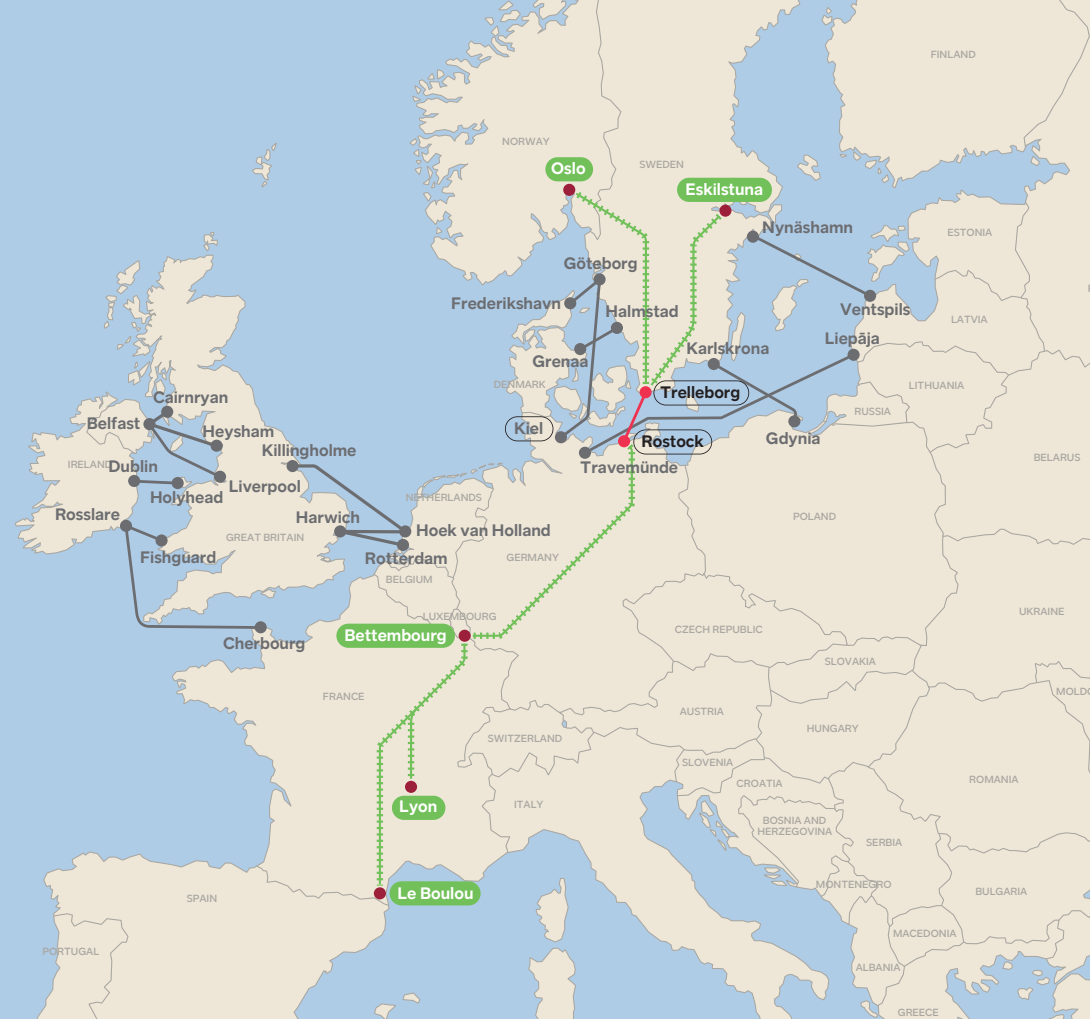 FINLAND
NORWAY
SWEDEN
Oslo
Eskilstuna
Nynäshamn
ESTONIA
Göteborg
Frederikshavn
Halmstad
Ventspils
LATVIA
Liepāja
Karlskrona
Grenaa
DENMARK
LITHUANIA
Trelleborg
RUSSIA
Cairnryan
Belfast
Heysham
Killingholme
Kiel
Rostock
Gdynia
BELARUS
IRELAND
Dublin
Travemünde
Liverpool
Holyhead
NETHERLANDS
Rosslare
Harwich
Hoek van Holland
POLAND
GREAT BRITAIN
Fishguard
Rotterdam
GERMANY
BELGIUM
UKRAINE
LUXEMBOURG
Bettembourg
CZECH REPUBLIC
Cherbourg
SLOVAKIA
FRANCE
MOLDO
AUSTRIA
HUNGARY
SWITZERLAND
SLOVENIA
CROATIA
ROMANIA
Lyon
ITALY
BOSNIA AND
HERZEGOVINA
SERBIA
MONTENEGRO
BULGARIA
Le Boulou
SPAIN
MACEDONIA
PORTUGAL
ALBANIA
GREECE